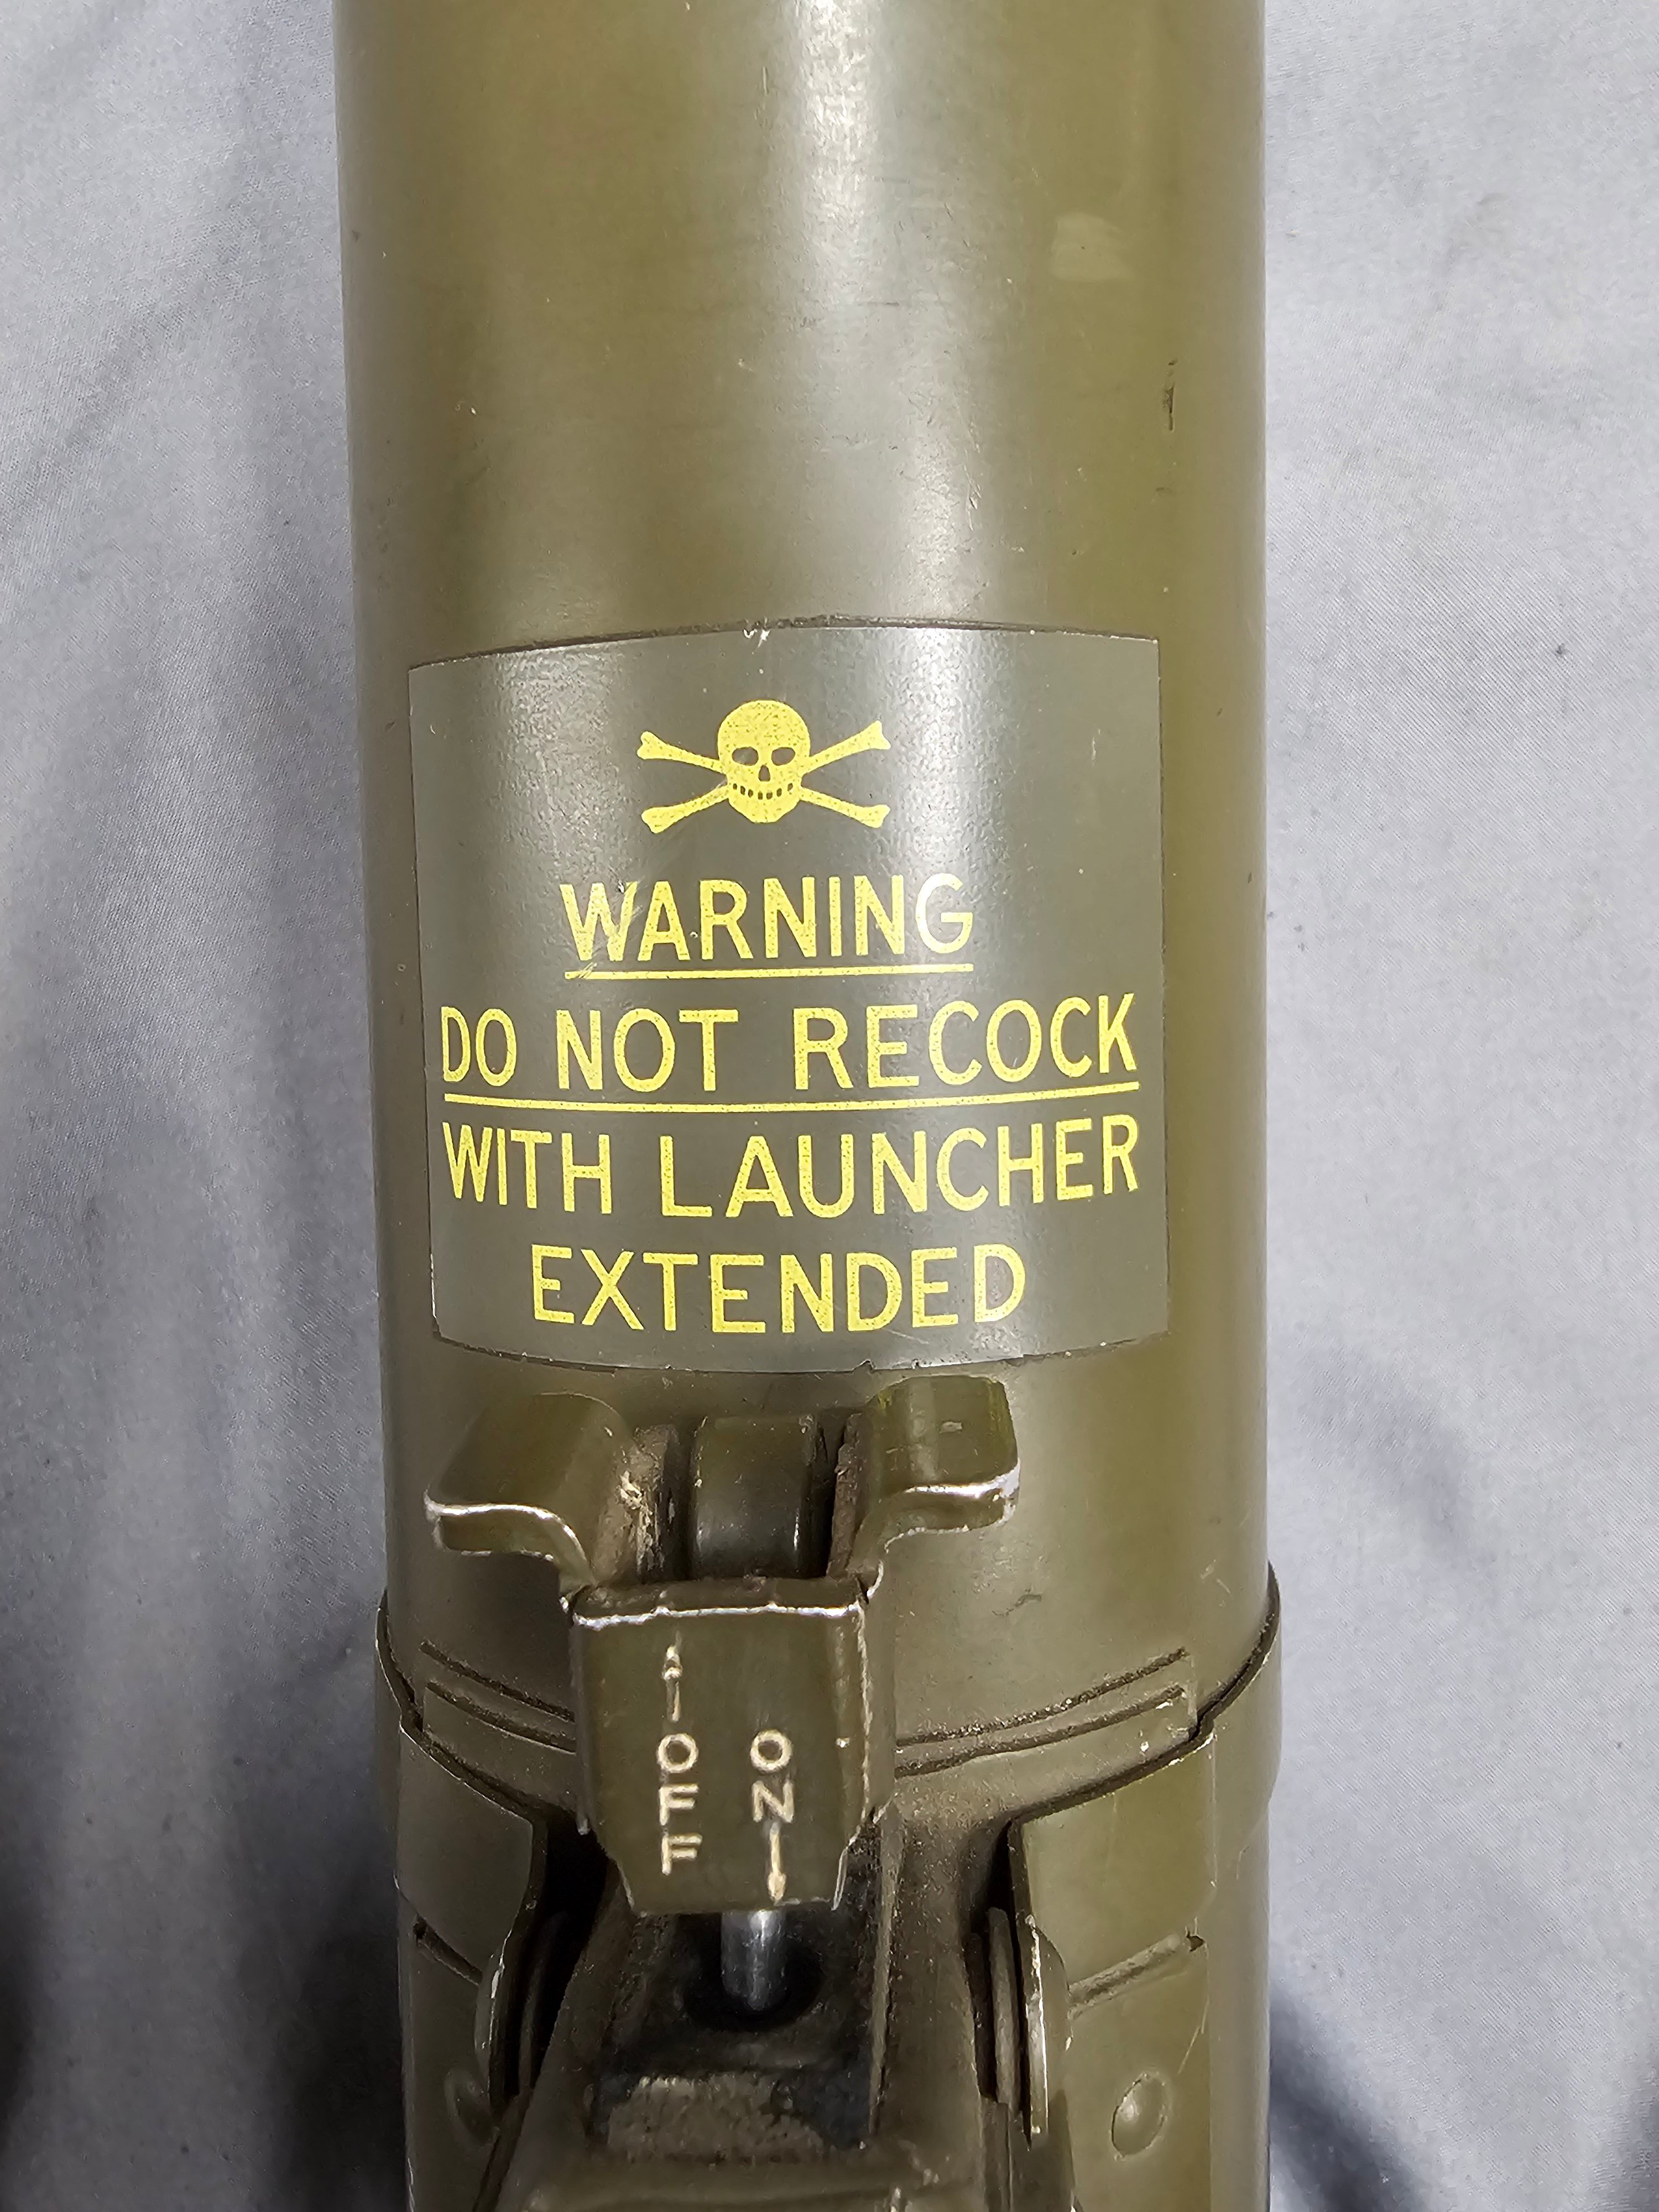 WARNING
DO NOT RECOCK
WITH LAUNCHER
EXTENDED
OFF
ON